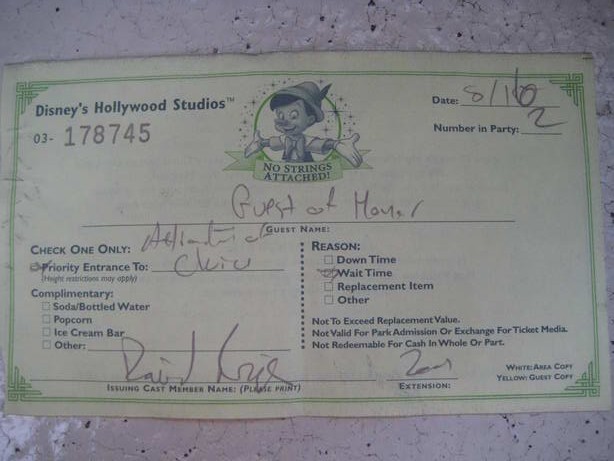 Disney's Hollywood Studios™
03- 178745
NO STRINGS
ATTACHED!
Date: 8/16
Number in Party: 2
Guest of Honor
GUEST NAME:
CHECK ONE ONLY:
Priority Entrance To: choice
(Height restrictions may apply)
Complimentary:
Soda/Bottled Water
Popcorn
Ice Cream Bar
Other:
REASON:
Down Time
Wait Time
Replacement Item
Other
Not To Exceed Replacement Value.
Not Valid For Park Admission Or Exchange For Ticket Media.
Not Redeemable For Cash In Whole Or Part.
David
ISSUING CAST MEMBER NAME: (PLEASE PRINT)
EXTENSION:
WHITE: AREA COPY
YELLOW: GUEST COPY